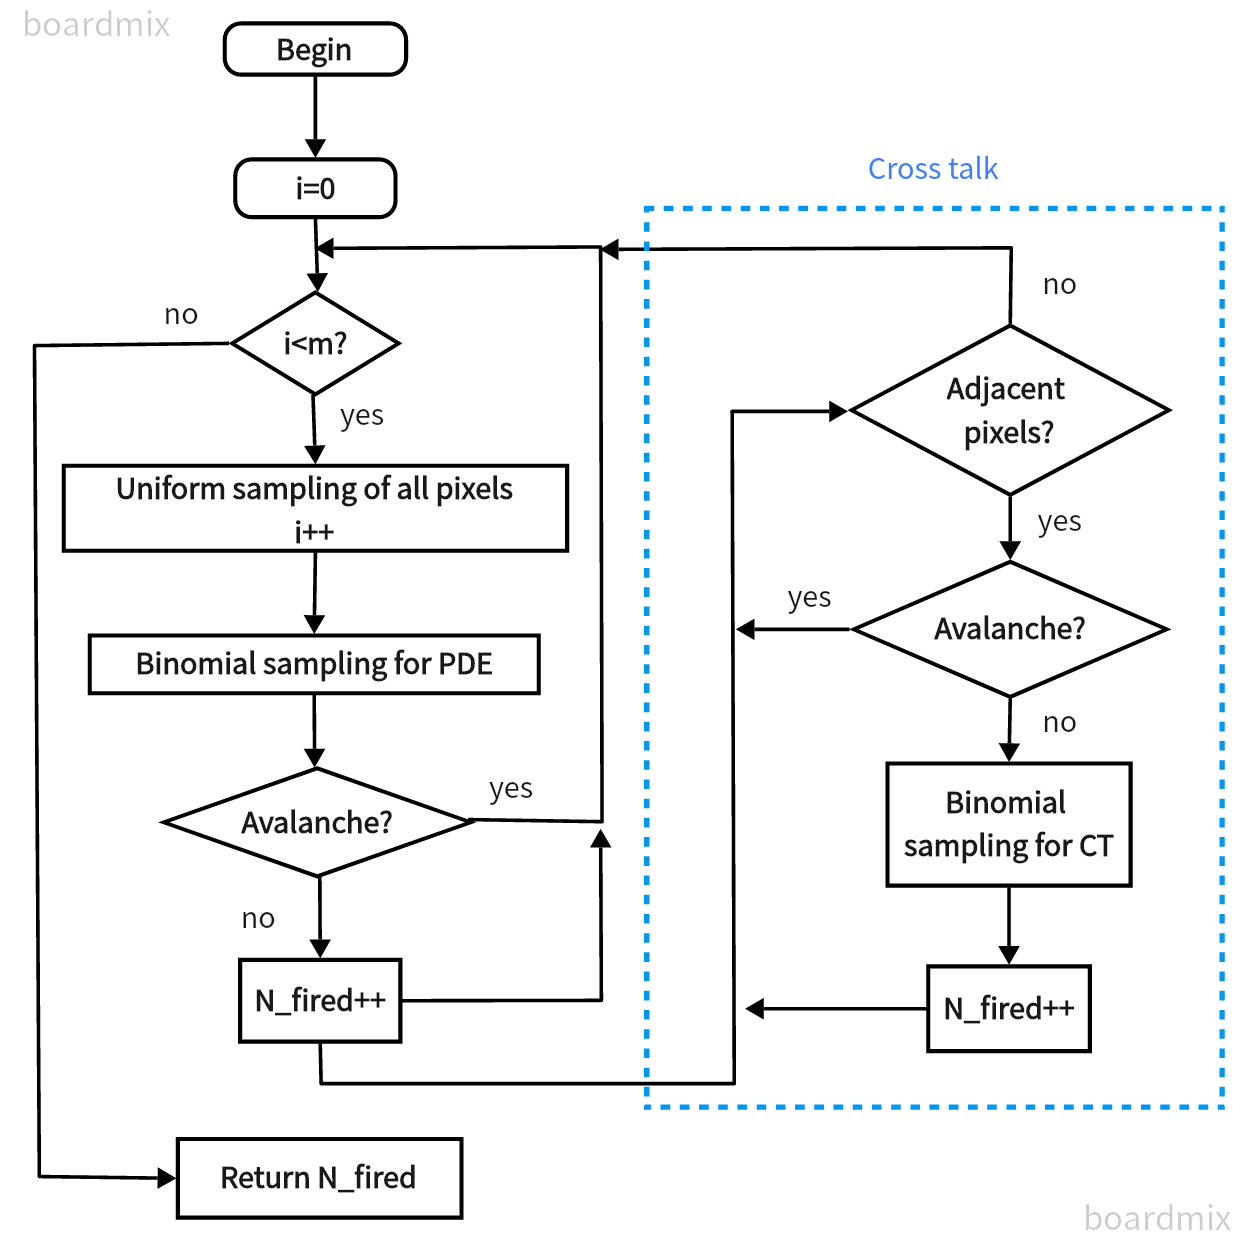 boardmix
Begin
i=0
Cross talk
no
i<m?
yes
Uniform sampling of all pixels
i++
Binomial sampling for PDE
Avalanche?
yes
no
N_fired++
no
Adjacent
pixels?
yes
Avalanche?
yes
no
Binomial
sampling for CT
N_fired++
Return N_fired
boardmix